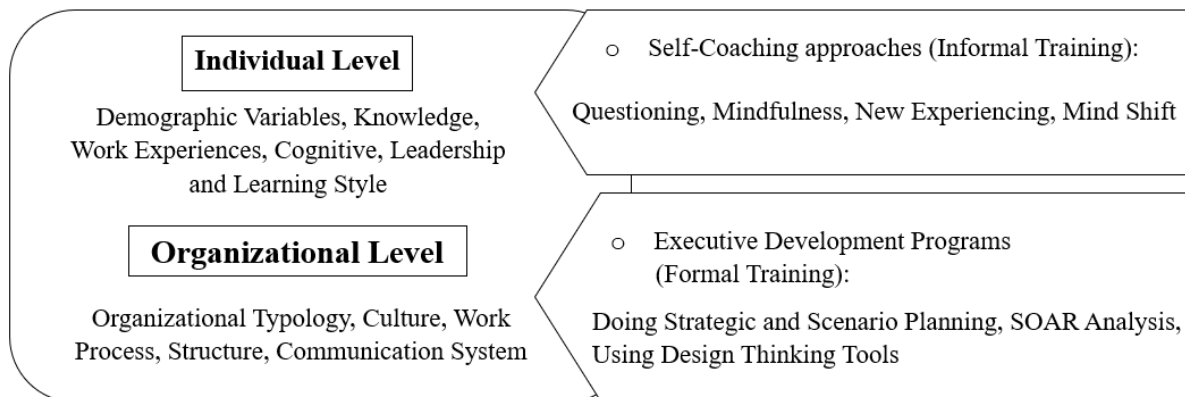 Individual Level
Demographic Variables, Knowledge,
Work Experiences, Cognitive, Leadership
and Learning Style
Organizational Level
Organizational Typology, Culture, Work
Process, Structure, Communication System
o Self-Coaching approaches (Informal Training):
Questioning, Mindfulness, New Experiencing, Mind Shift
o Executive Development Programs
(Formal Training):
Doing Strategic and Scenario Planning, SOAR Analysis,
Using Design Thinking Tools